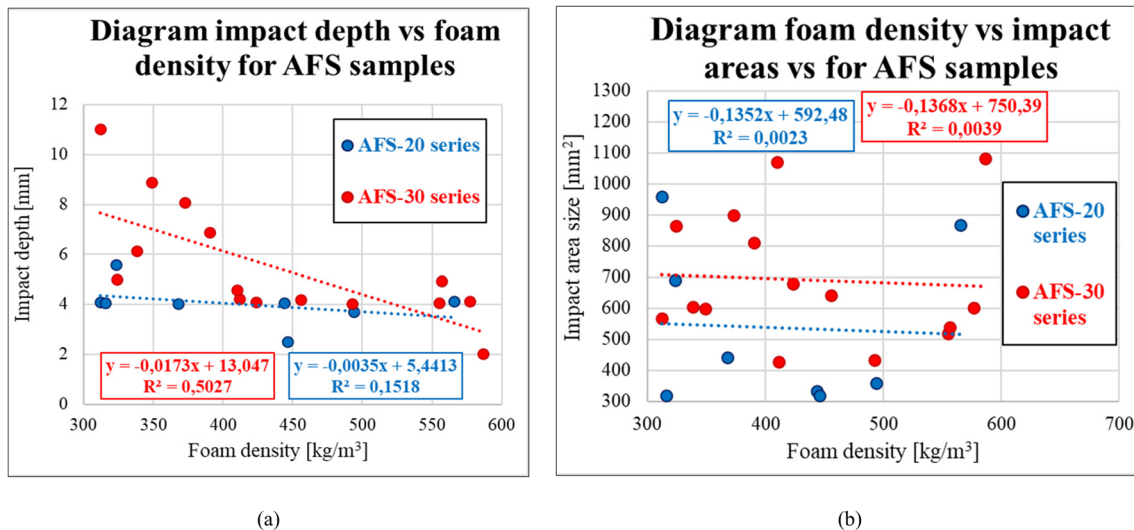 Diagram impact depth vs foam
density for AFS samples
12
10
8
6
4
2
0
Impact depth [mm]
AFS-20 series
AFS-30 series
y = -0,0173x + 13,047
R² = 0,5027
y = -0,0035x + 5,4413
R² = 0,1518
300 350 400 450 500 550 600
Foam density [kg/m³]
(a)
Diagram foam density vs impact
areas vs for AFS samples
1300
1200
1100
1000
900
800
700
600
500
400
300
Impact area size [mm²]
y = -0,1352x + 592,48
R² = 0,0023
y = -0,1368x + 750,39
R² = 0,0039
AFS-20
series
AFS-30
series
300 400 500 600 700
Foam density [kg/m³]
(b)